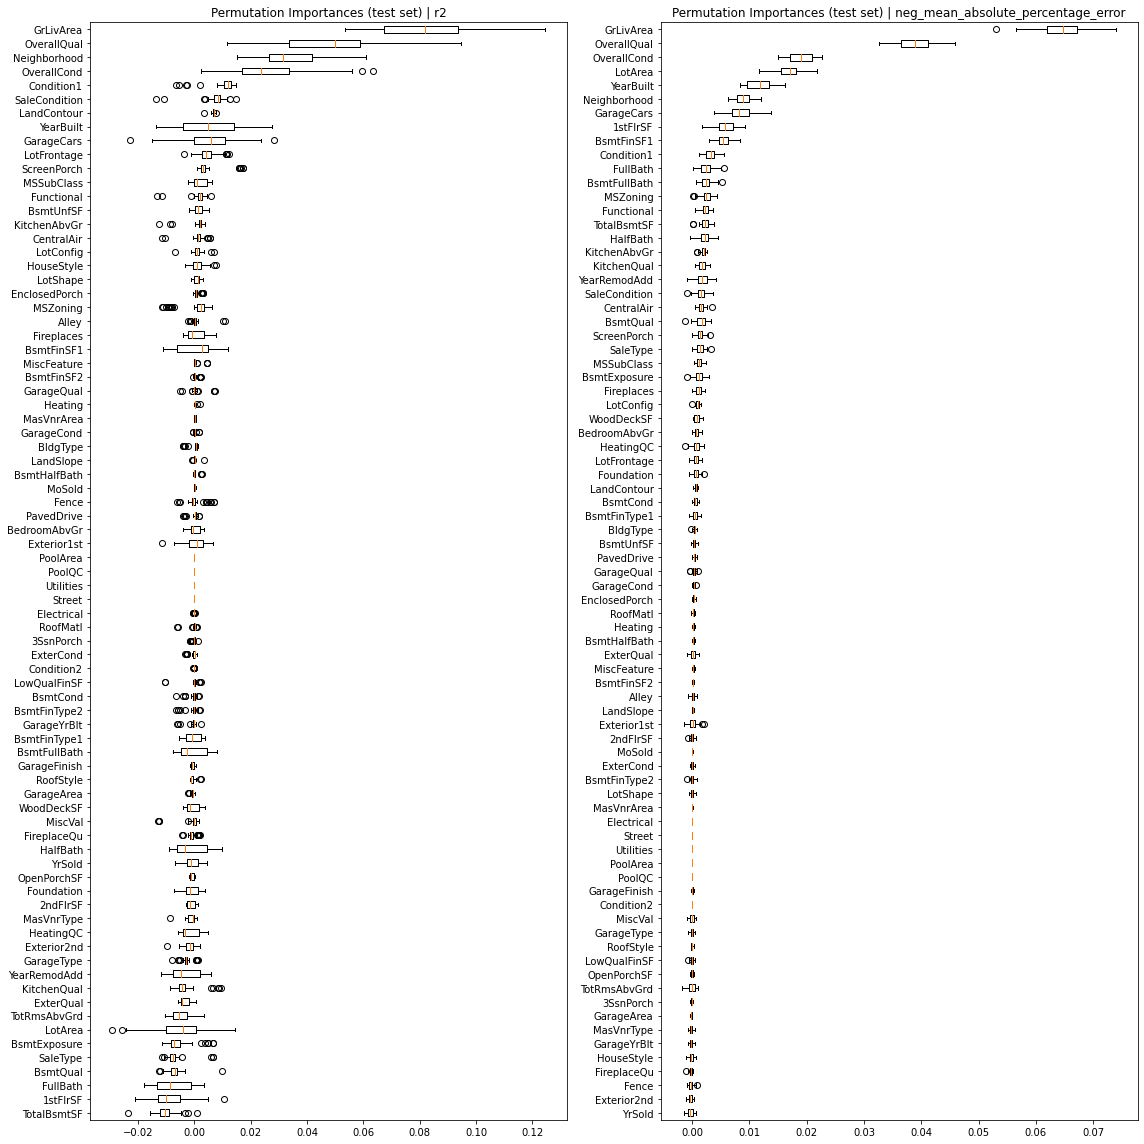 Permutation Importances (test set) | r2
GrLivArea
OverallQual
Neighborhood
OverallCond
Condition1
SaleCondition
LandContour
YearBuilt
GarageCars
LotFrontage
ScreenPorch
MSSubClass
Functional
BsmtUnfSF
KitchenAbvGr
CentralAir
LotConfig
HouseStyle
LotShape
EnclosedPorch
MSZoning
Alley
Fireplaces
BsmtFinSF1
MiscFeature
BsmtFinSF2
GarageQual
Heating
MasVnrArea
GarageCond
BldgType
LandSlope
BsmtHalfBath
MoSold
Fence
PavedDrive
BedroomAbvGr
Exterior1st
PoolArea
PoolQC
Utilities
Street
Electrical
RoofMatl
3SsnPorch
ExterCond
Condition2
LowQualFinSF
BsmtCond
BsmtFinType2
GarageYrBlt
BsmtFinType1
BsmtFullBath
GarageFinish
RoofStyle
GarageArea
WoodDeckSF
MiscVal
FireplaceQu
HalfBath
YrSold
OpenPorchSF
Foundation
2ndFlrSF
MasVnrType
HeatingQC
Exterior2nd
GarageType
YearRemodAdd
KitchenQual
ExterQual
TotRmsAbvGrd
LotArea
BsmtExposure
SaleType
BsmtQual
FullBath
1stFlrSF
TotalBsmtSF
−0.02 0.00 0.02 0.04 0.06 0.08 0.10 0.12
Permutation Importances (test set) | neg_mean_absolute_percentage_error
GrLivArea
OverallQual
OverallCond
LotArea
YearBuilt
Neighborhood
GarageCars
1stFlrSF
BsmtFinSF1
Condition1
FullBath
BsmtFullBath
MSZoning
Functional
TotalBsmtSF
HalfBath
KitchenAbvGr
KitchenQual
YearRemodAdd
SaleCondition
CentralAir
BsmtQual
ScreenPorch
SaleType
MSSubClass
BsmtExposure
Fireplaces
LotConfig
WoodDeckSF
BedroomAbvGr
HeatingQC
LotFrontage
Foundation
LandContour
BsmtCond
BsmtFinType1
BldgType
BsmtUnfSF
PavedDrive
GarageQual
GarageCond
EnclosedPorch
RoofMatl
Heating
BsmtHalfBath
ExterQual
MiscFeature
BsmtFinSF2
Alley
LandSlope
Exterior1st
2ndFlrSF
MoSold
ExterCond
BsmtFinType2
LotShape
MasVnrArea
Electrical
Street
Utilities
PoolArea
PoolQC
GarageFinish
Condition2
MiscVal
GarageType
RoofStyle
LowQualFinSF
OpenPorchSF
TotRmsAbvGrd
3SsnPorch
GarageArea
MasVnrType
GarageYrBlt
HouseStyle
FireplaceQu
Fence
Exterior2nd
YrSold
0.00 0.01 0.02 0.03 0.04 0.05 0.06 0.07